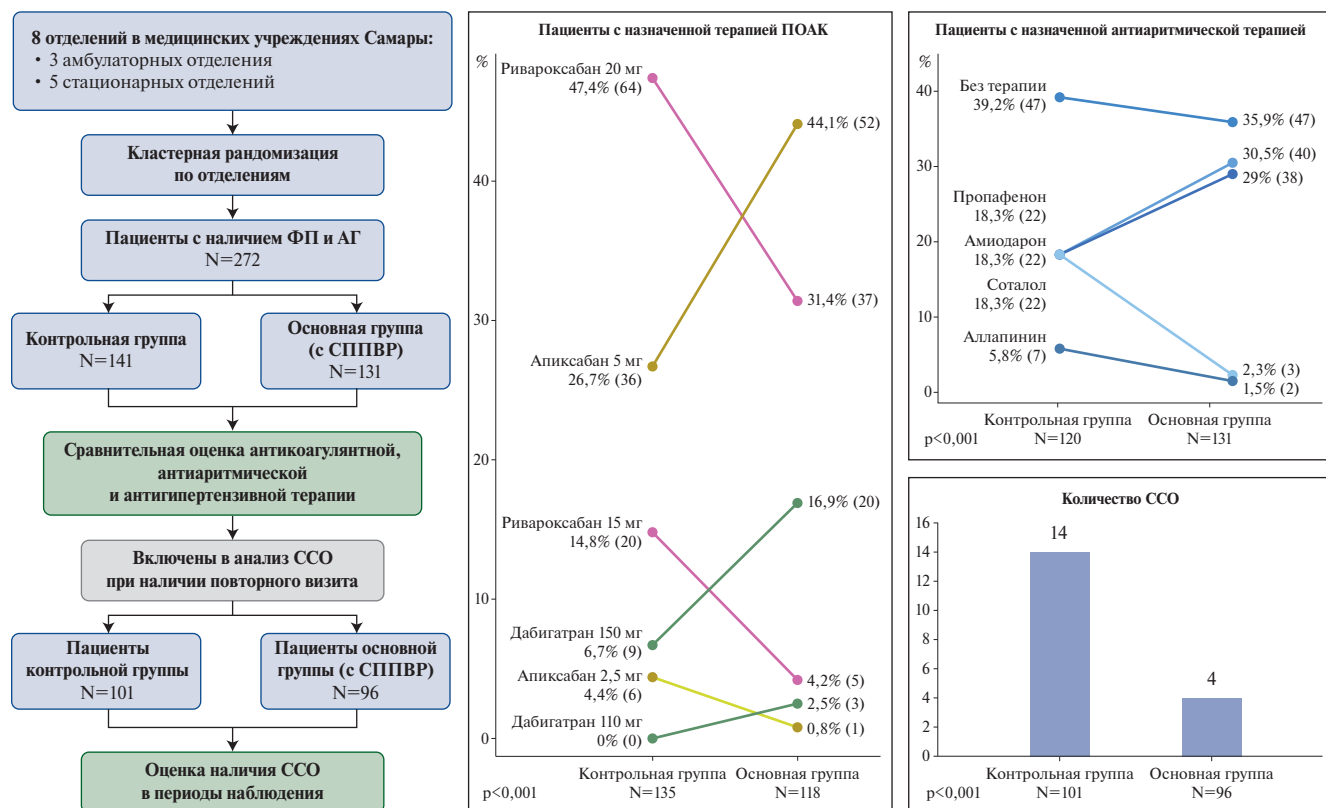 8 отделений в медицинских учреждениях Самары:
• 3 амбулаторных отделения
• 5 стационарных отделений
Кластерная рандомизация
по отделениям
Пациенты с наличием ФП и АГ
N=272
Контрольная группа
N=141
Основная группа
(с СППВР)
N=131
Сравнительная оценка антикоагулянтной,
антиаритмической
и антигипертензивной терапии
Включены в анализ ССО
при наличии повторного визита
Пациенты
контрольной группы
N=101
Пациенты основной
группы (с СППВР)
N=96
Оценка наличия ССО
в периоды наблюдения
Пациенты с назначенной терапией ПОАК
%
40
30
20
10
0
Ривароксабан 20 мг
47,4% (64)
44,1% (52)
31,4% (37)
Апиксабан 5 мг
26,7% (36)
16,9% (20)
Ривароксабан 15 мг
14,8% (20)
Дабигатран 150 мг
6,7% (9)
Апиксабан 2,5 мг
4,4% (6)
Дабигатран 110 мг
0% (0)
4,2% (5)
2,5% (3)
0,8% (1)
Контрольная группа
N=135
Основная группа
N=118
p<0,001
Пациенты с назначенной антиаритмической терапией
%
40
30
20
10
0
Без терапии
39,2% (47)
35,9% (47)
30,5% (40)
29% (38)
Пропафенон
18,3% (22)
Амиодарон
18,3% (22)
Соталол
18,3% (22)
Аллапинин
5,8% (7)
2,3% (3)
1,5% (2)
Контрольная группа
N=120
Основная группа
N=131
p<0,001
Количество ССО
16
14
12
10
8
6
4
2
0
14
4
Контрольная группа
N=101
Основная группа
N=96
p<0,001